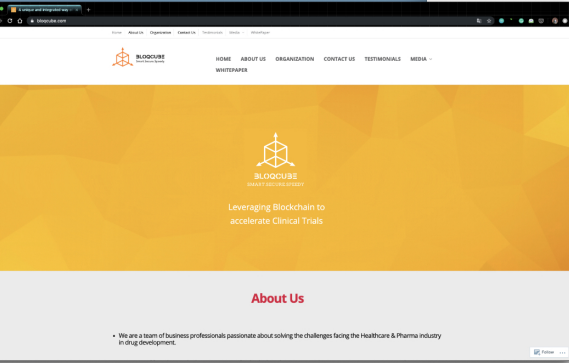 A unique and integrated way
bloqcube.com
Home About Us Organization Contact Us Testimonials Media Whitepaper
BLOQCUBE
Smart Secure Speedy
HOME ABOUT US ORGANIZATION CONTACT US TESTIMONIALS MEDIA
WHITEPAPER
BLOQCUBE
SMART SECURE SPEEDY
Leveraging Blockchain to
accelerate Clinical Trials
About Us
• We are a team of business professionals passionate about solving the challenges facing the Healthcare & Pharma industry
in drug development.
Follow ...